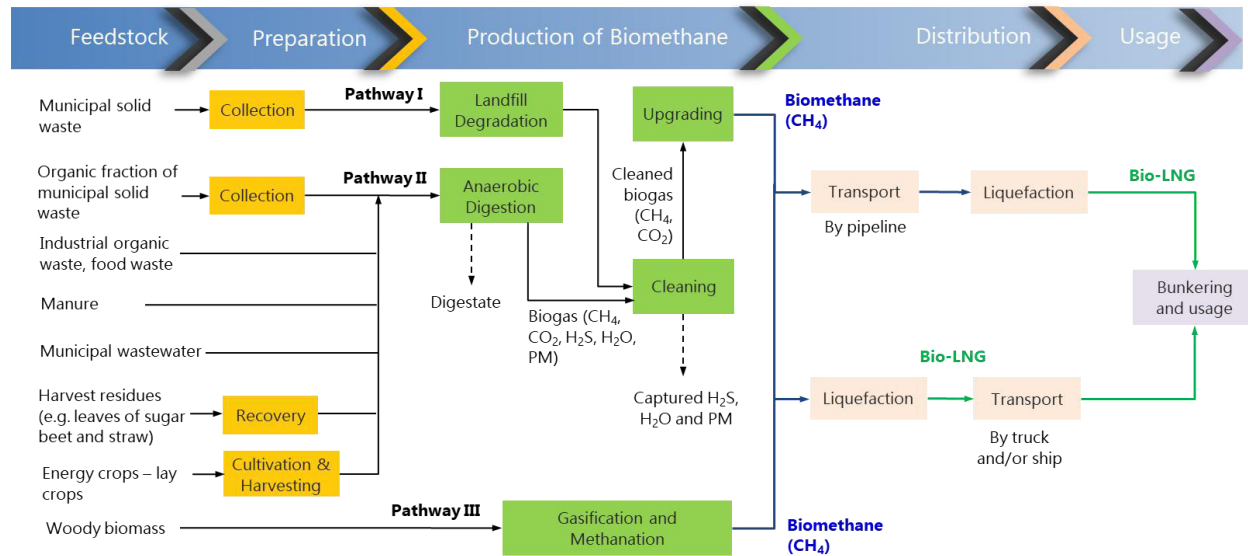 Feedstock
Preparation
Production of Biomethane
Distribution
Usage
Municipal solid
waste
Collection
Pathway I
Landfill
Degradation
Upgrading
Biomethane
(CH₄)
Organic fraction of
municipal solid
waste
Collection
Pathway II
Anaerobic
Digestion
Cleaned
biogas
(CH₄,
CO₂)
Transport
By pipeline
Liquefaction
Bio-LNG
Industrial organic
waste, food waste
Manure
Digestate
Biogas (CH₄,
CO₂, H₂S, H₂O,
PM)
Cleaning
Bunkering
and usage
Municipal wastewater
Harvest residues
(e.g. leaves of sugar
beet and straw)
Recovery
Captured H₂S,
H₂O and PM
Liquefaction
Bio-LNG
Transport
By truck
and/or ship
Energy crops – lay
crops
Cultivation &
Harvesting
Woody biomass
Pathway III
Gasification and
Methanation
Biomethane
(CH₄)